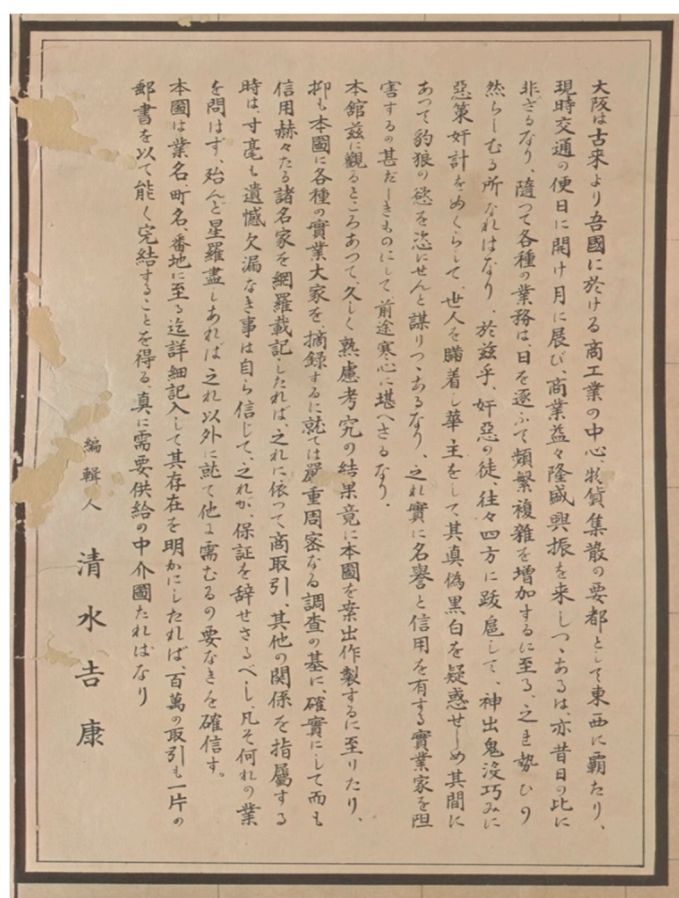 大阪は古来より吾國に於ける商工業の中心、物貨集散の要都として東西に覇たり、
現時交通の便日に開け月に展び、商業益々隆盛興振を来しつゝあるは、亦昔日の比に
非ざるなり、隨つて各種の業務は、日を逐ふて頻繁複雜を増加するに至る、之ま勢ひの
然らしむる所なればなり、於茲乎、奸惡の徒、往々四方に跋扈して、神出鬼没巧みに
惡策奸計をめくらして、世人を瞞着し華主をして、其真偽黒白を疑惑せしめ其間に
あつて豹狼の慾を恣にせんと謀りつゝあるなり、之れ實に名譽と信用を有する實業家を阻
害するの甚だしきものにして前途寒心に堪へさるなり、
本舘茲に觀るところあつて、久しく熟慮考究の結果竟に本圖を案出作製するに至りたり、
抑も本圖に各種の實業大家を、摘録するに就ては嚴重周密なる調査の基に、確實にして而も
信用赫々たる諸名家を網羅載記したれば、之れに依つて商取引、其他の関係を指屬する
時は、寸毫も遺憾欠漏なき事は自ら信じて、之れか、保証を辞せさるべし、凡そ何れの業
を問はず、殆んど星羅盡しあれは之れ以外に就て他に需むるの要なきを確信す。
本圖は業名、町名、番地に至る迄詳細記入して其存在を明かにしたれば、百萬の取引も一片の
郵書を以て能く完結することを得る、真に需要供給の中介圖たればなり
編輯人 清水吉康